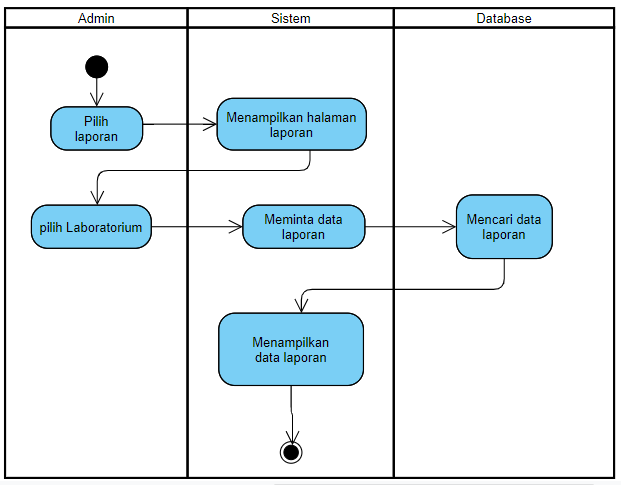 Admin
Sistem
Database
Pilih
laporan
Menampilkan halaman
laporan
pilih Laboratorium
Meminta data
laporan
Mencari data
laporan
Menampilkan
data laporan